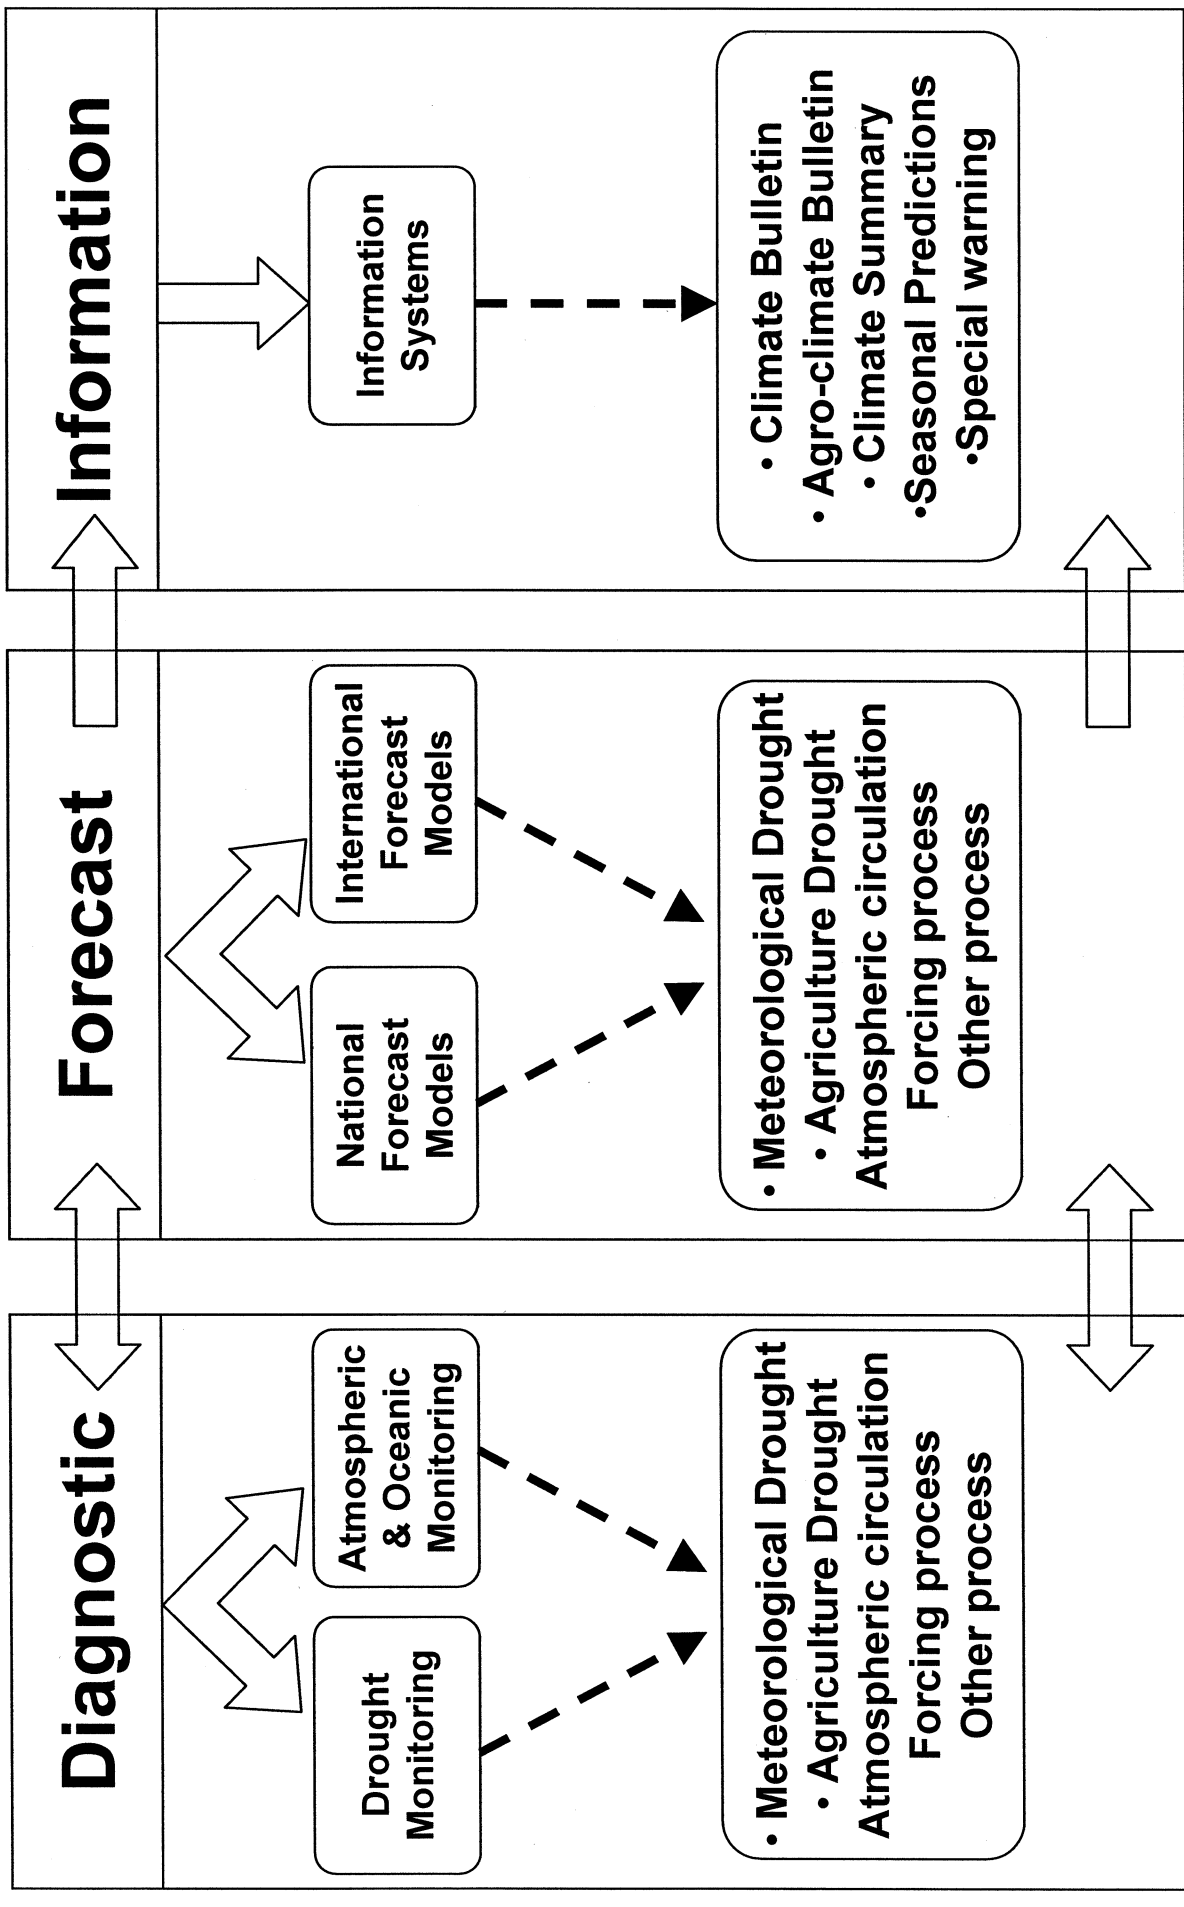 Diagnostic
Drought
Monitoring
Atmospheric
& Oceanic
Monitoring
• Meteorological Drought
• Agriculture Drought
Atmospheric circulation
Forcing process
Other process
Forecast
National
Forecast
Models
International
Forecast
Models
• Meteorological Drought
• Agriculture Drought
Atmospheric circulation
Forcing process
Other process
Information
Information
Systems
• Climate Bulletin
• Agro-climate Bulletin
• Climate Summary
•Seasonal Predictions
•Special warning